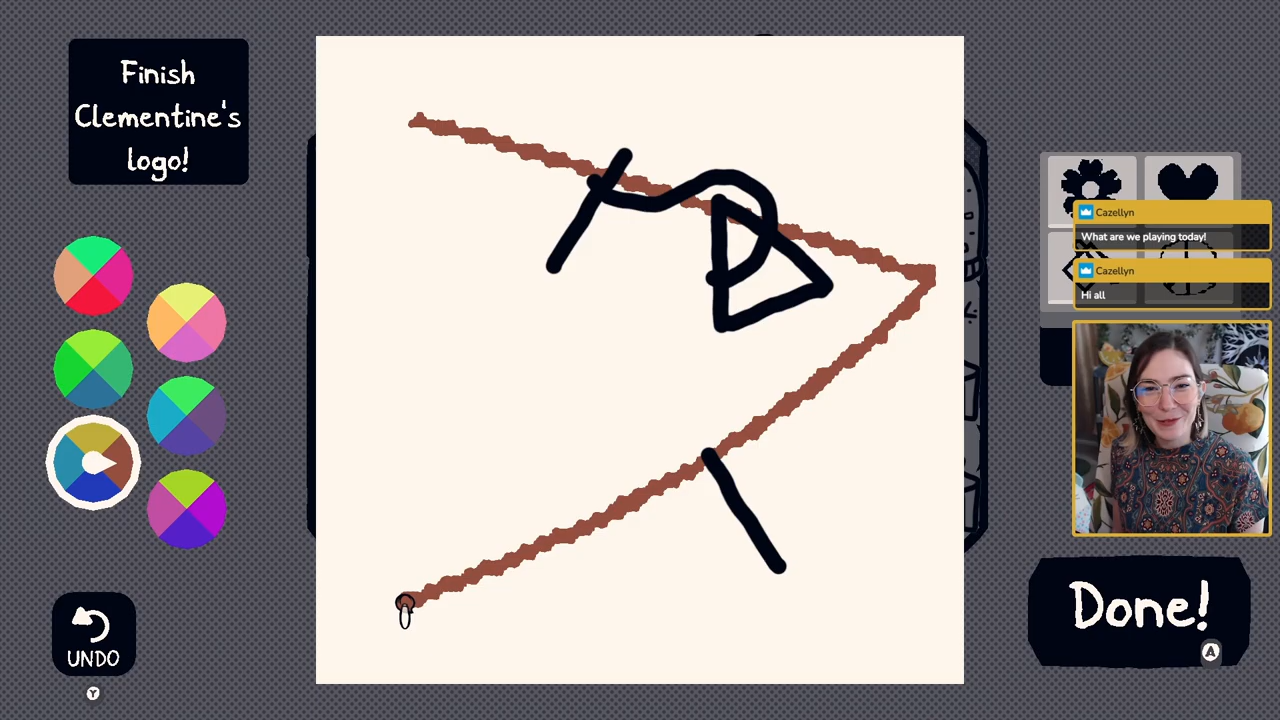 Finish
Clementine's
logo!
Cazellyn
What are we playing today!
Cazellyn
Hi all
UNDO
Y
Done!
A